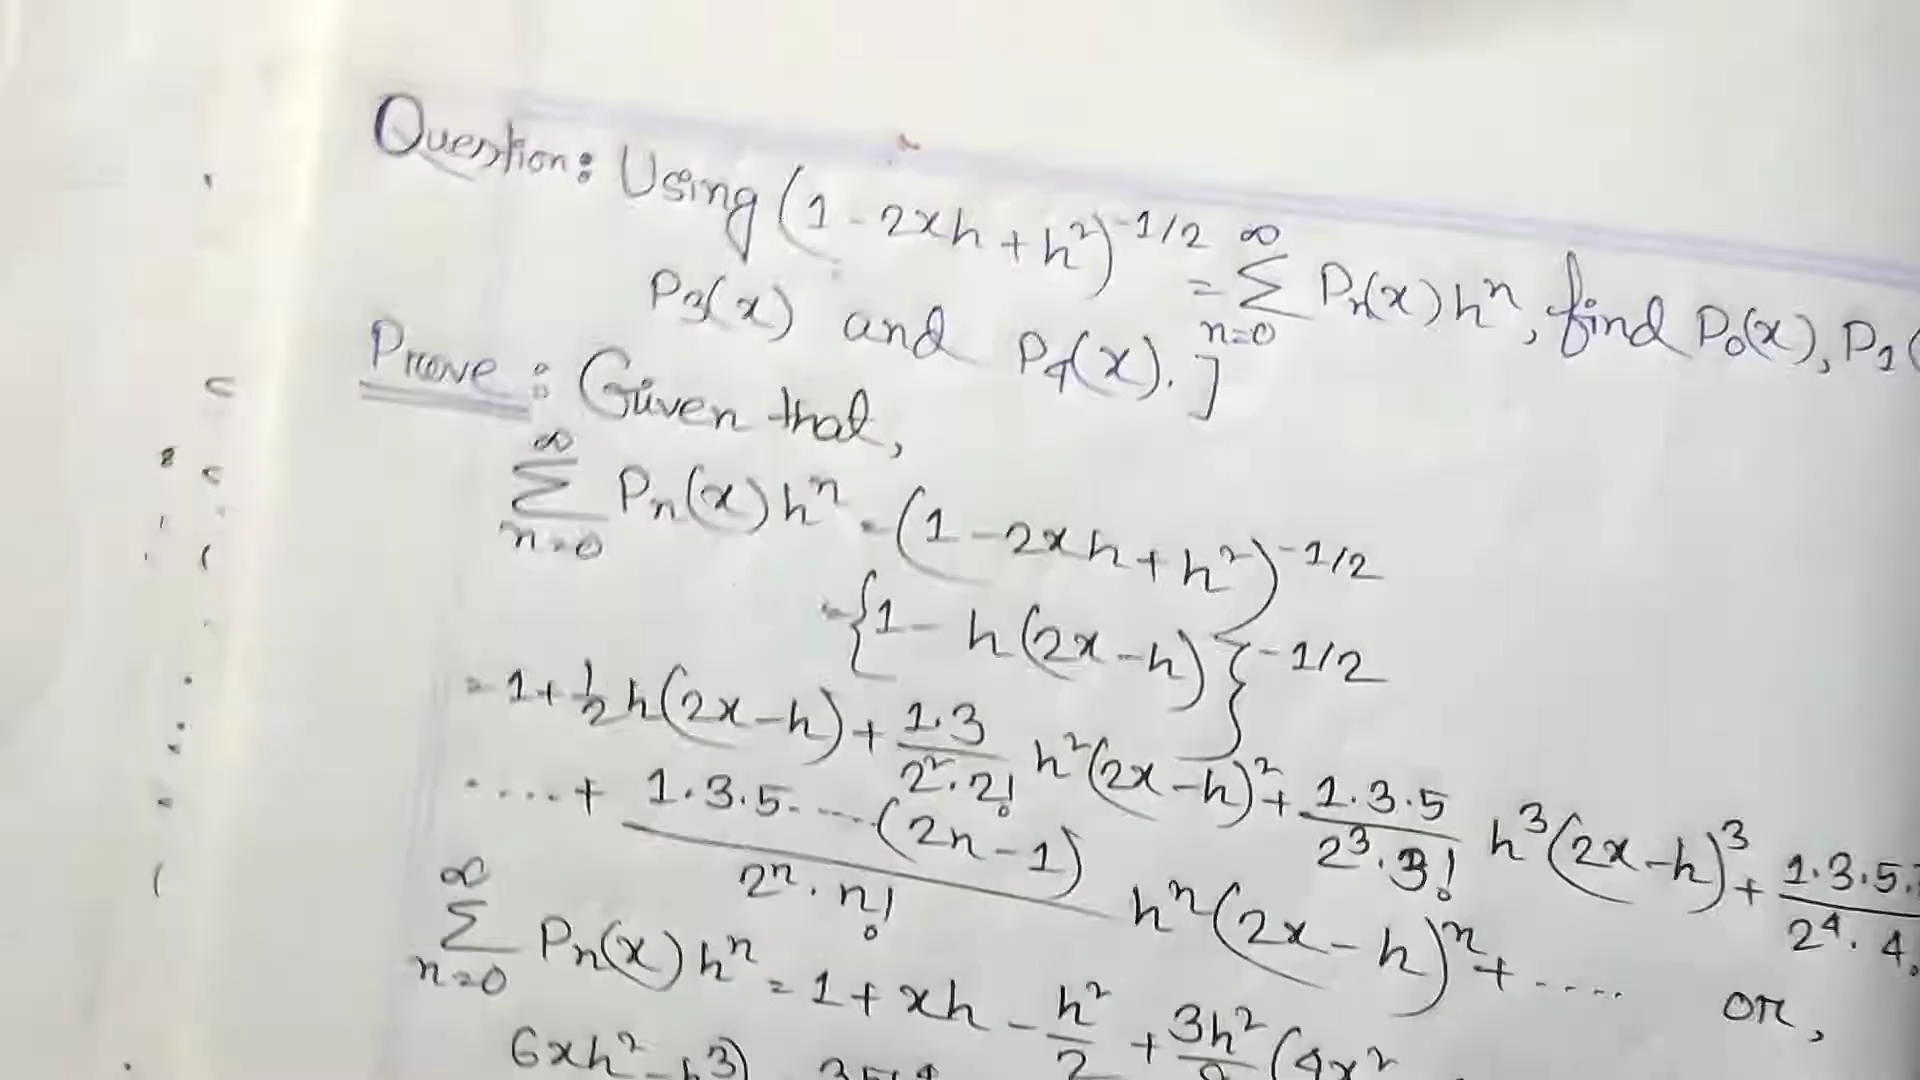 Question: Using (1-2xh+h²)^-1/2 = ∞Σn=0 Pn(x)hⁿ, find P₀(x), P₁(
P₃(x) and P₄(x).]
Prove: Given that,
∞Σn=0 Pn(x)hⁿ = (1-2xh+h²)^-1/2
= {1-h(2x-h)}^-1/2
= 1+1/2 h(2x-h)+ 1.3/2².2! h²(2x-h)²+ 1.3.5/2³.3! h³(2x-h)³+ 1.3.5./2⁴.4
....+ 1.3.5....(2n-1)/2ⁿ.n! hⁿ(2x-h)ⁿ+..... or,
∞Σn=0 Pn(x)hⁿ = 1+xh-h²/2+3h²/8(4x²